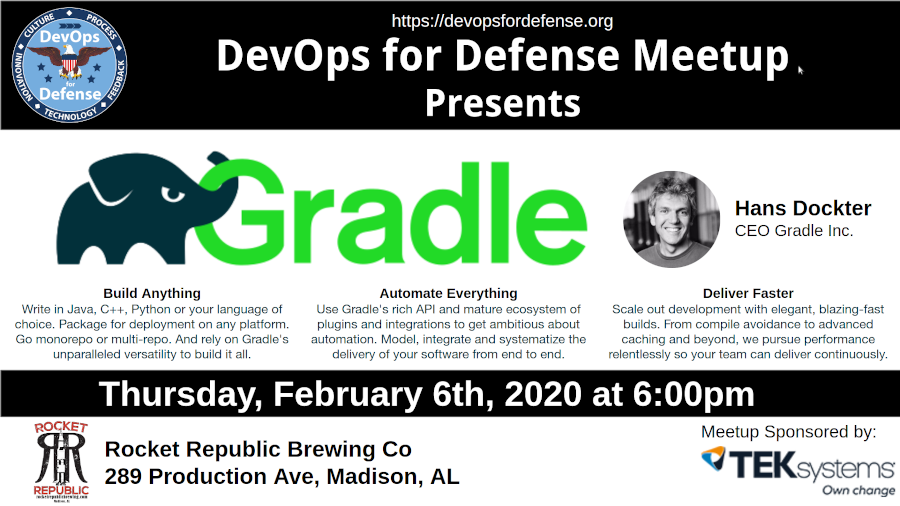 https://devopsfordefense.org
DevOps for Defense Meetup
Presents
CULTURE
PROCESS
FEEDBACK
TECHNOLOGY
INNOVATION
DevOps
for
Defense
Gradle
Hans Dockter
CEO Gradle Inc.
Build Anything
Write in Java, C++, Python or your language of
choice. Package for deployment on any platform.
Go monorepo or multi-repo. And rely on Gradle's
unparalleled versatility to build it all.
Automate Everything
Use Gradle's rich API and mature ecosystem of
plugins and integrations to get ambitious about
automation. Model, integrate and systematize the
delivery of your software from end to end.
Deliver Faster
Scale out development with elegant, blazing-fast
builds. From compile avoidance to advanced
caching and beyond, we pursue performance
relentlessly so your team can deliver continuously.
Thursday, February 6th, 2020 at 6:00pm
ROCKET
REPUBLIC
rocketrepublicbrewing.com
Madison, AL
Rocket Republic Brewing Co
289 Production Ave, Madison, AL
Meetup Sponsored by:
TEKsystems
Own change